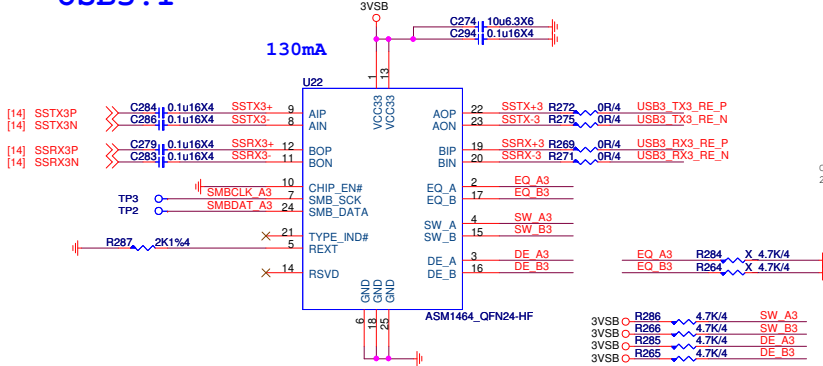 USB3.1
3VSB
C274 10u6.3X6
C294 0.1u16X4
130mA
U22
1 13
VCC33 VCC33
[14] SSTX3P C284 0.1u16X4 SSTX3+ 9 AIP AOP 22 SSTX+3 R272 0R/4 USB3_TX3_RE_P
[14] SSTX3N C286 0.1u16X4 SSTX3- 8 AIN AON 23 SSTX-3 R275 0R/4 USB3_TX3_RE_N
[14] SSRX3P C279 0.1u16X4 SSRX3+ 12 BOP BIP 19 SSRX+3 R269 0R/4 USB3_RX3_RE_P
[14] SSRX3N C283 0.1u16X4 SSRX3- 11 BON BIN 20 SSRX-3 R271 0R/4 USB3_RX3_RE_N
10 CHIP_EN# EQ_A 2 EQ_A3
TP3 SMBCLK_A3 7 SMB_SCK EQ_B 17 EQ_B3
TP2 SMBDAT_A3 24 SMB_DATA
SW_A 4 SW_A3
21 TYPE_IND# SW_B 15 SW_B3
R287 2K1%4 5 REXT
DE_A 3 DE_A3
14 RSVD DE_B 16 DE_B3
EQ_A3 R284 X_4.7K/4
EQ_B3 R264 X_4.7K/4
GND GND GND
6 18 25
ASM1464_QFN24-HF
3VSB R286 4.7K/4 SW_A3
3VSB R266 4.7K/4 SW_B3
3VSB R285 4.7K/4 DE_A3
3VSB R265 4.7K/4 DE_B3